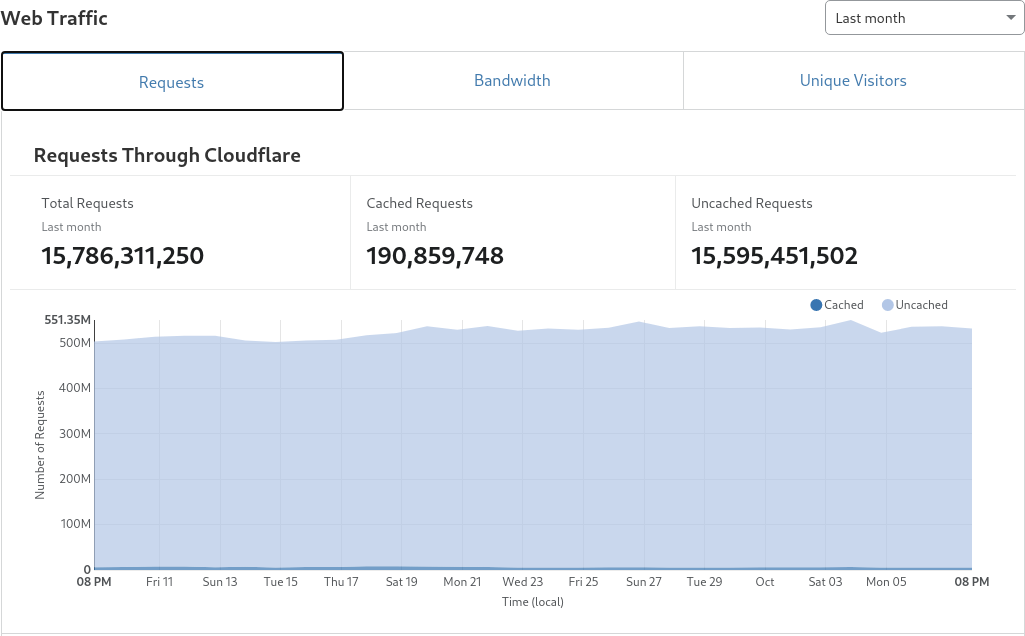 Web Traffic
Last month
Requests
Bandwidth
Unique Visitors
Requests Through Cloudflare
Total Requests
Last month
15,786,311,250
Cached Requests
Last month
190,859,748
Uncached Requests
Last month
15,595,451,502
Cached
Uncached
551.35M
500M
400M
300M
200M
100M
0
Number of Requests
08 PM
Fri 11
Sun 13
Tue 15
Thu 17
Sat 19
Mon 21
Wed 23
Fri 25
Sun 27
Tue 29
Oct
Sat 03
Mon 05
08 PM
Time (local)